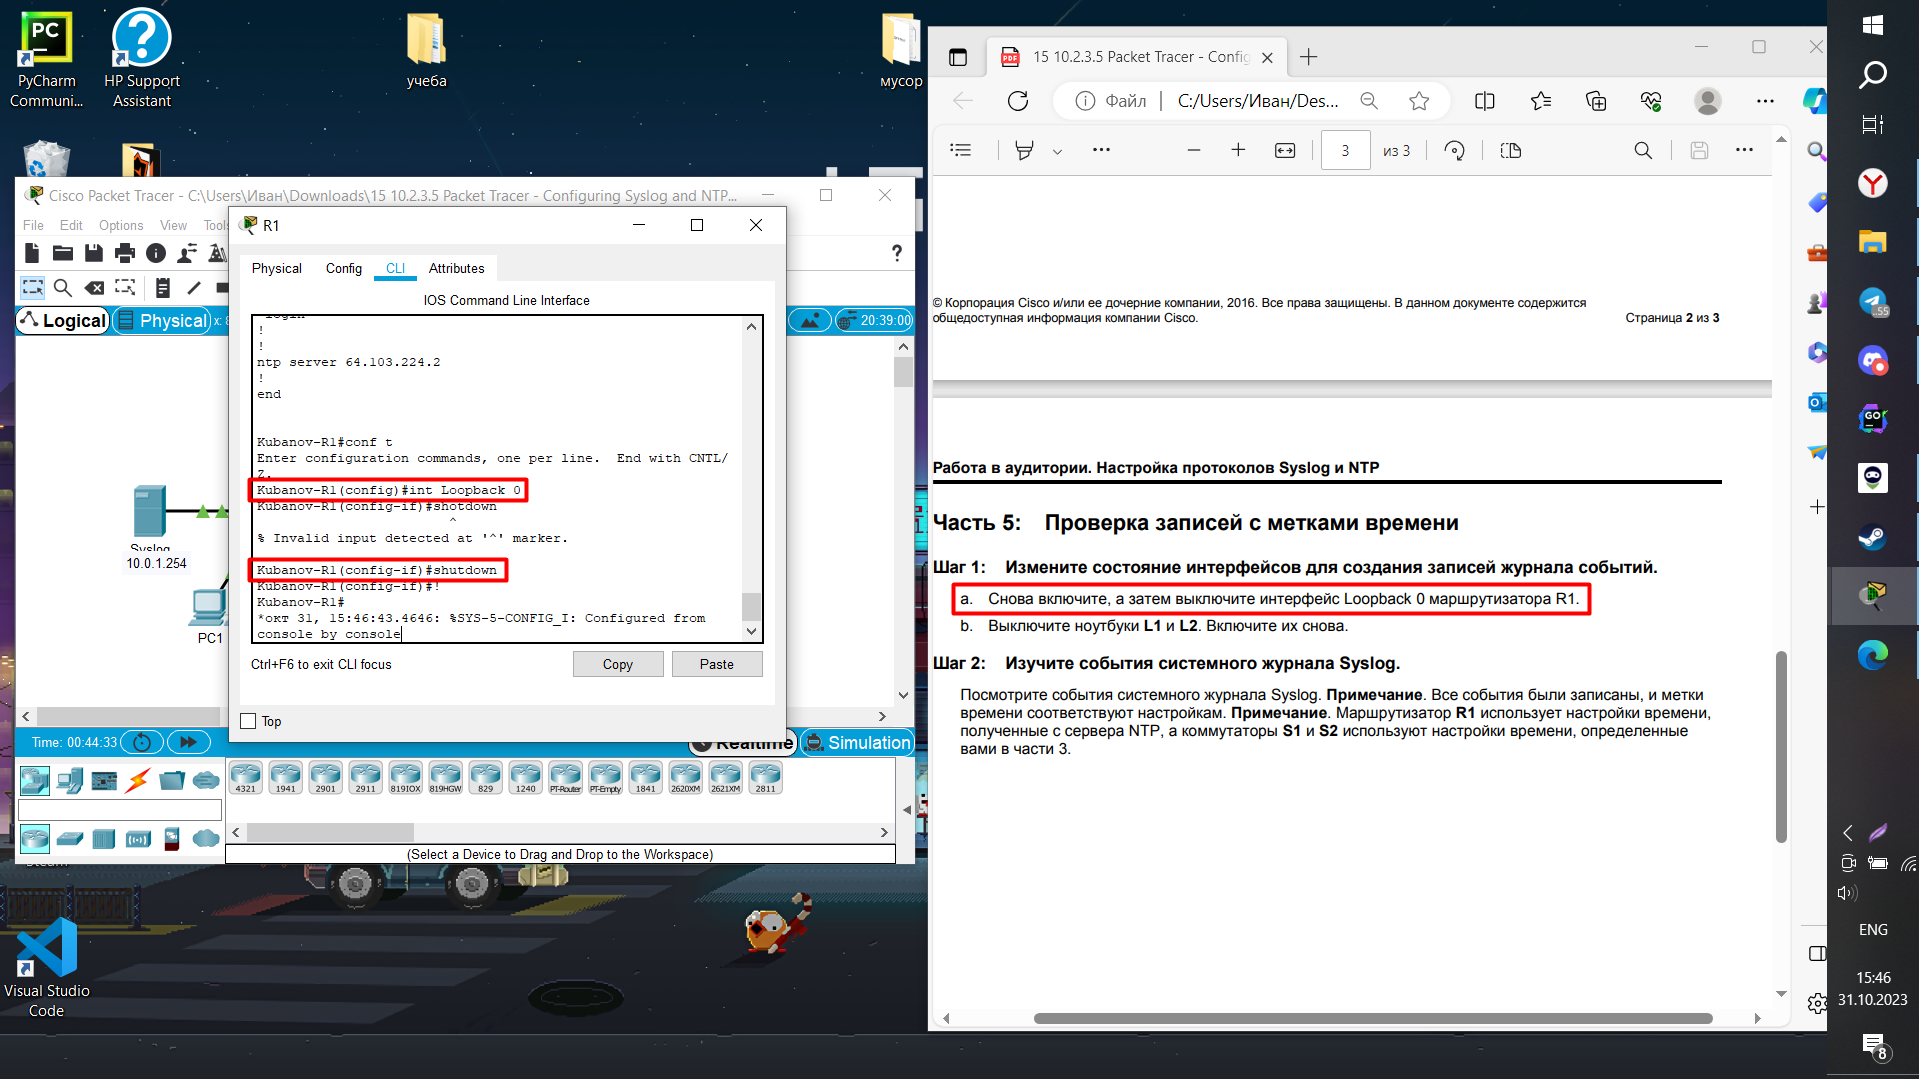 PyCharm
Communi...
HP Support
Assistant
учеба
мусор
Visual Studio
Code
Cisco Packet Tracer - C:\Users\Иван\Downloads\15 10.2.3.5 Packet Tracer - Configuring Syslog and NTP...
File Edit Options View Tools
Logical Physical x: 8
20:39:00
Syslog
10.0.1.254
PC1
R1
Physical Config CLI Attributes
IOS Command Line Interface
login
!
!
ntp server 64.103.224.2
!
end
Kubanov-R1#conf t
Enter configuration commands, one per line.  End with CNTL/
Z.
Kubanov-R1(config)#int Loopback 0
Kubanov-R1(config-if)#shotdown
^
% Invalid input detected at '^' marker.
Kubanov-R1(config-if)#shutdown
Kubanov-R1(config-if)#!
Kubanov-R1#
*окт 31, 15:46:43.4646: %SYS-5-CONFIG_I: Configured from
console by console
Ctrl+F6 to exit CLI focus
Copy Paste
Top
Time: 00:44:33
Realtime Simulation
4321 1941 2901 2911 819IOX 819HGW 829 1240 PT-Router PT-Empty 1841 2620XM 2621XM 2811
(Select a Device to Drag and Drop to the Workspace)
15 10.2.3.5 Packet Tracer - Config
Файл C:/Users/Иван/Des...
3 из 3
© Корпорация Cisco и/или ее дочерние компании, 2016. Все права защищены. В данном документе содержится
общедоступная информация компании Cisco. Страница 2 из 3
Работа в аудитории. Настройка протоколов Syslog и NTP
Часть 5: Проверка записей с метками времени
Шаг 1: Измените состояние интерфейсов для создания записей журнала событий.
a. Снова включите, а затем выключите интерфейс Loopback 0 маршрутизатора R1.
b. Выключите ноутбуки L1 и L2. Включите их снова.
Шаг 2: Изучите события системного журнала Syslog.
Посмотрите события системного журнала Syslog. Примечание. Все события были записаны, и метки
времени соответствуют настройкам. Примечание. Маршрутизатор R1 использует настройки времени,
полученные с сервера NTP, а коммутаторы S1 и S2 используют настройки времени, определенные
вами в части 3.
ENG
15:46
31.10.2023
8